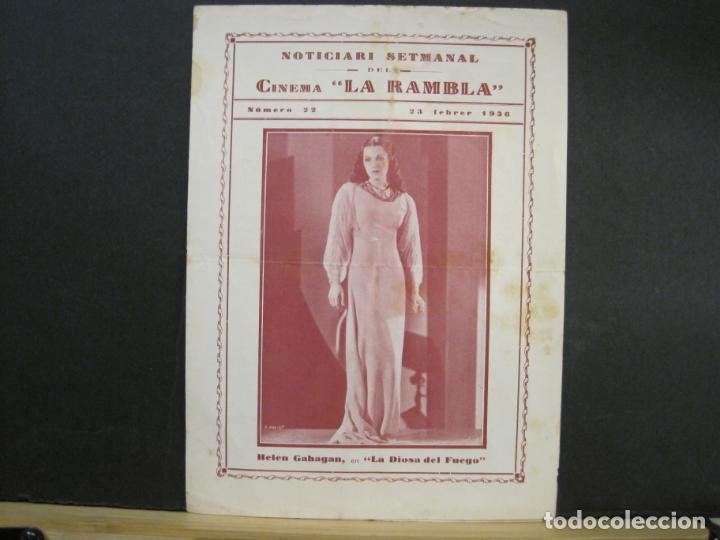 NOTICIARI SETMANAL
DEL
CINEMA “LA RAMBLA”
Número 22 23 febrer 1936
Helen Gahagan, en “La Diosa del Fuego”
todocoleccion.net